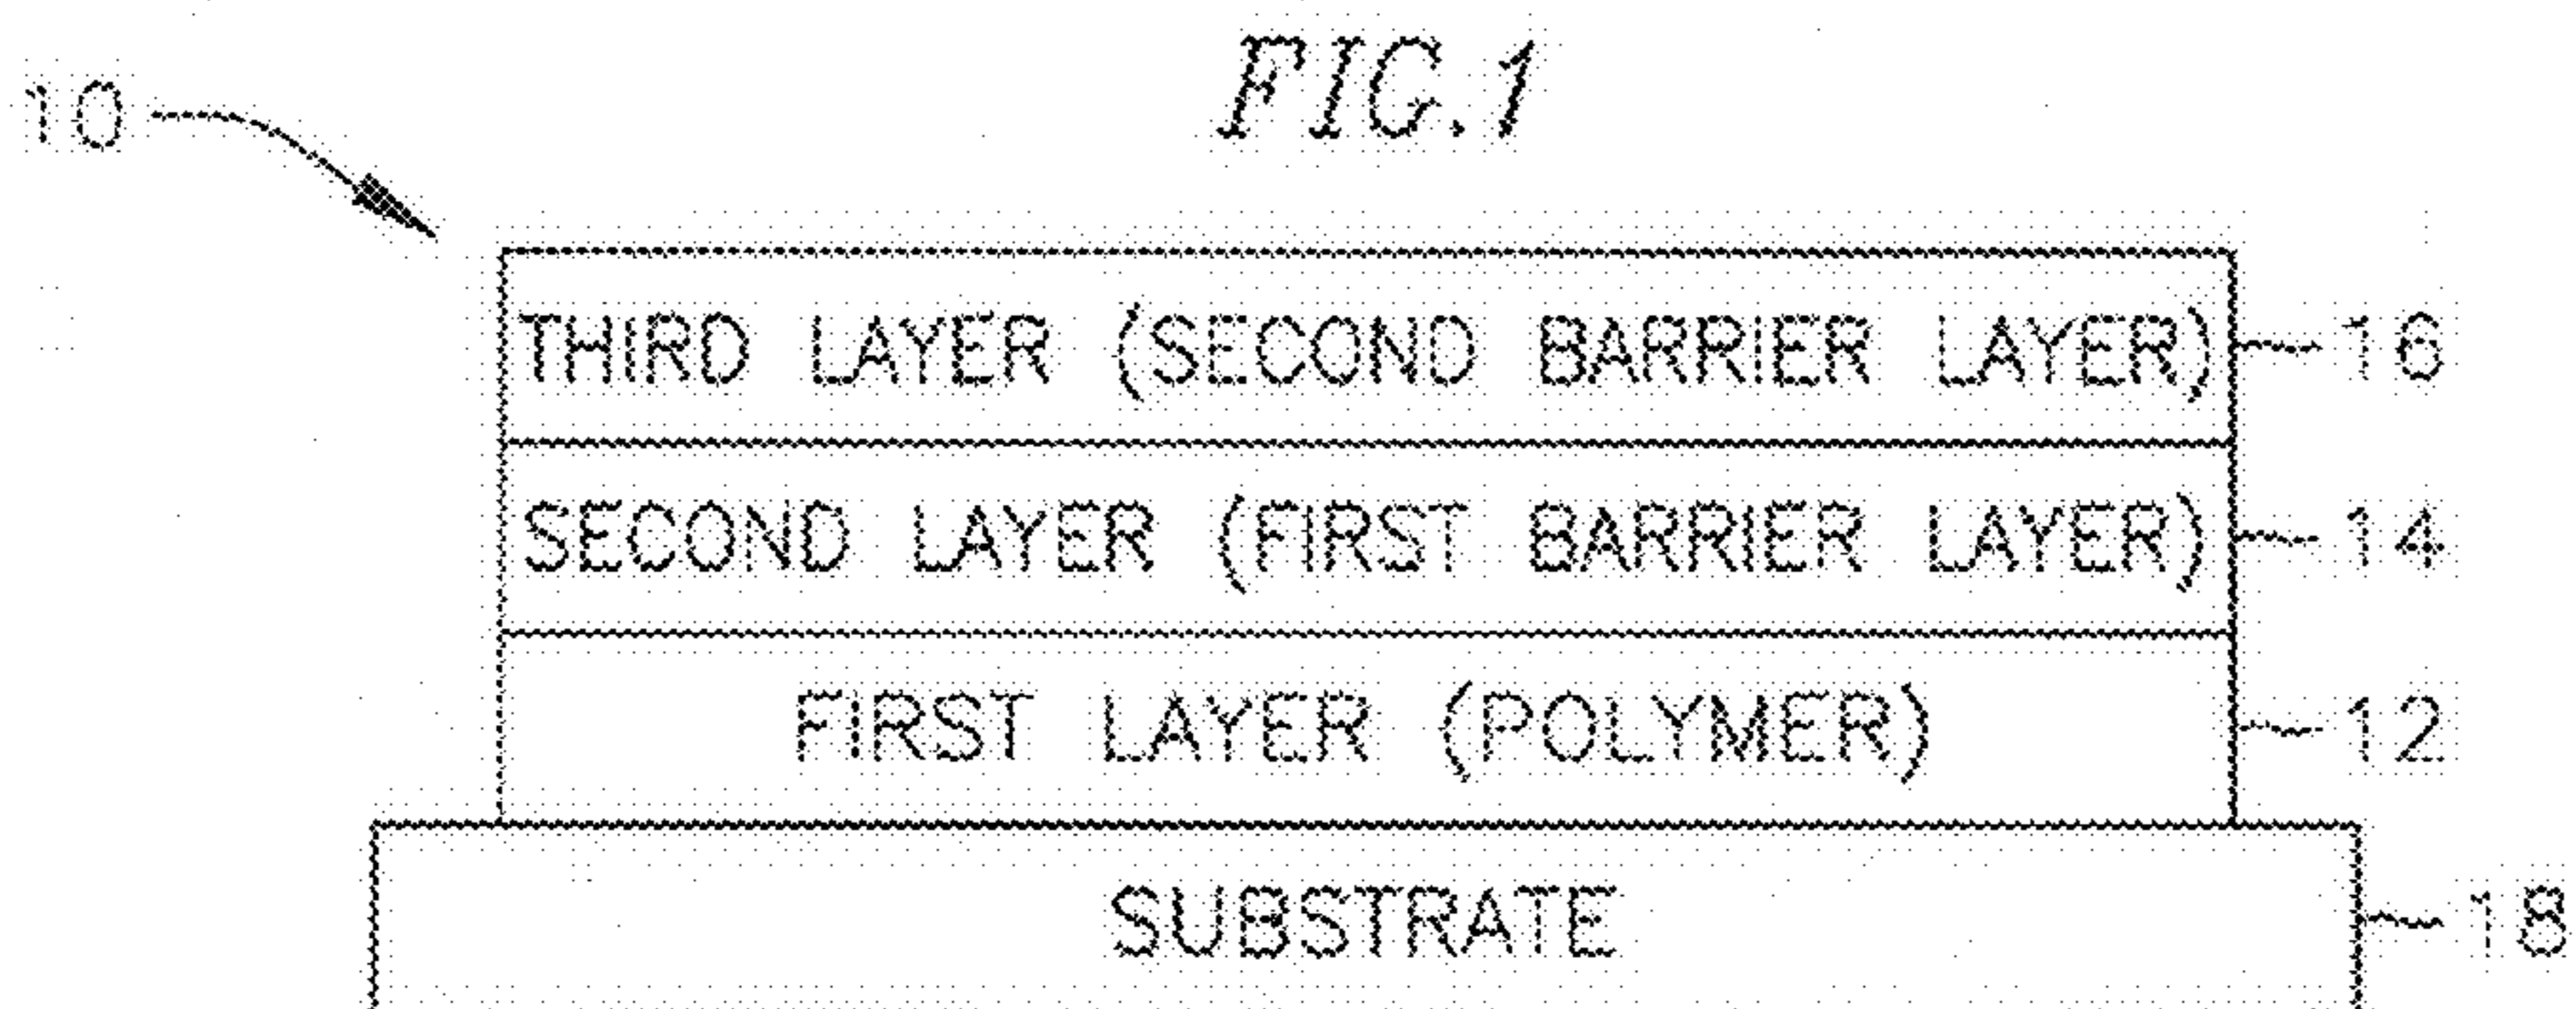 FIG.1
10
THIRD LAYER (SECOND BARRIER LAYER) 16
SECOND LAYER (FIRST BARRIER LAYER) 14
FIRST LAYER (POLYMER) 12
SUBSTRATE 18